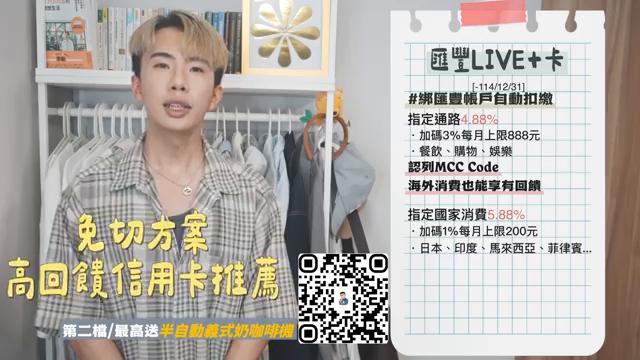 匯豐LIVE+卡
[-114/12/31]
#綁匯豐帳戶自動扣繳
指定通路4.88%
·加碼3%每月上限888元
·餐飲、購物、娛樂
認列MCC Code
海外消費也能享有回饋
指定國家消費5.88%
·加碼1%每月上限200元
·日本、印度、馬來西亞、菲律賓...
免切方案
高回饋信用卡推薦
第二檔/最高送半自動義式奶咖啡機